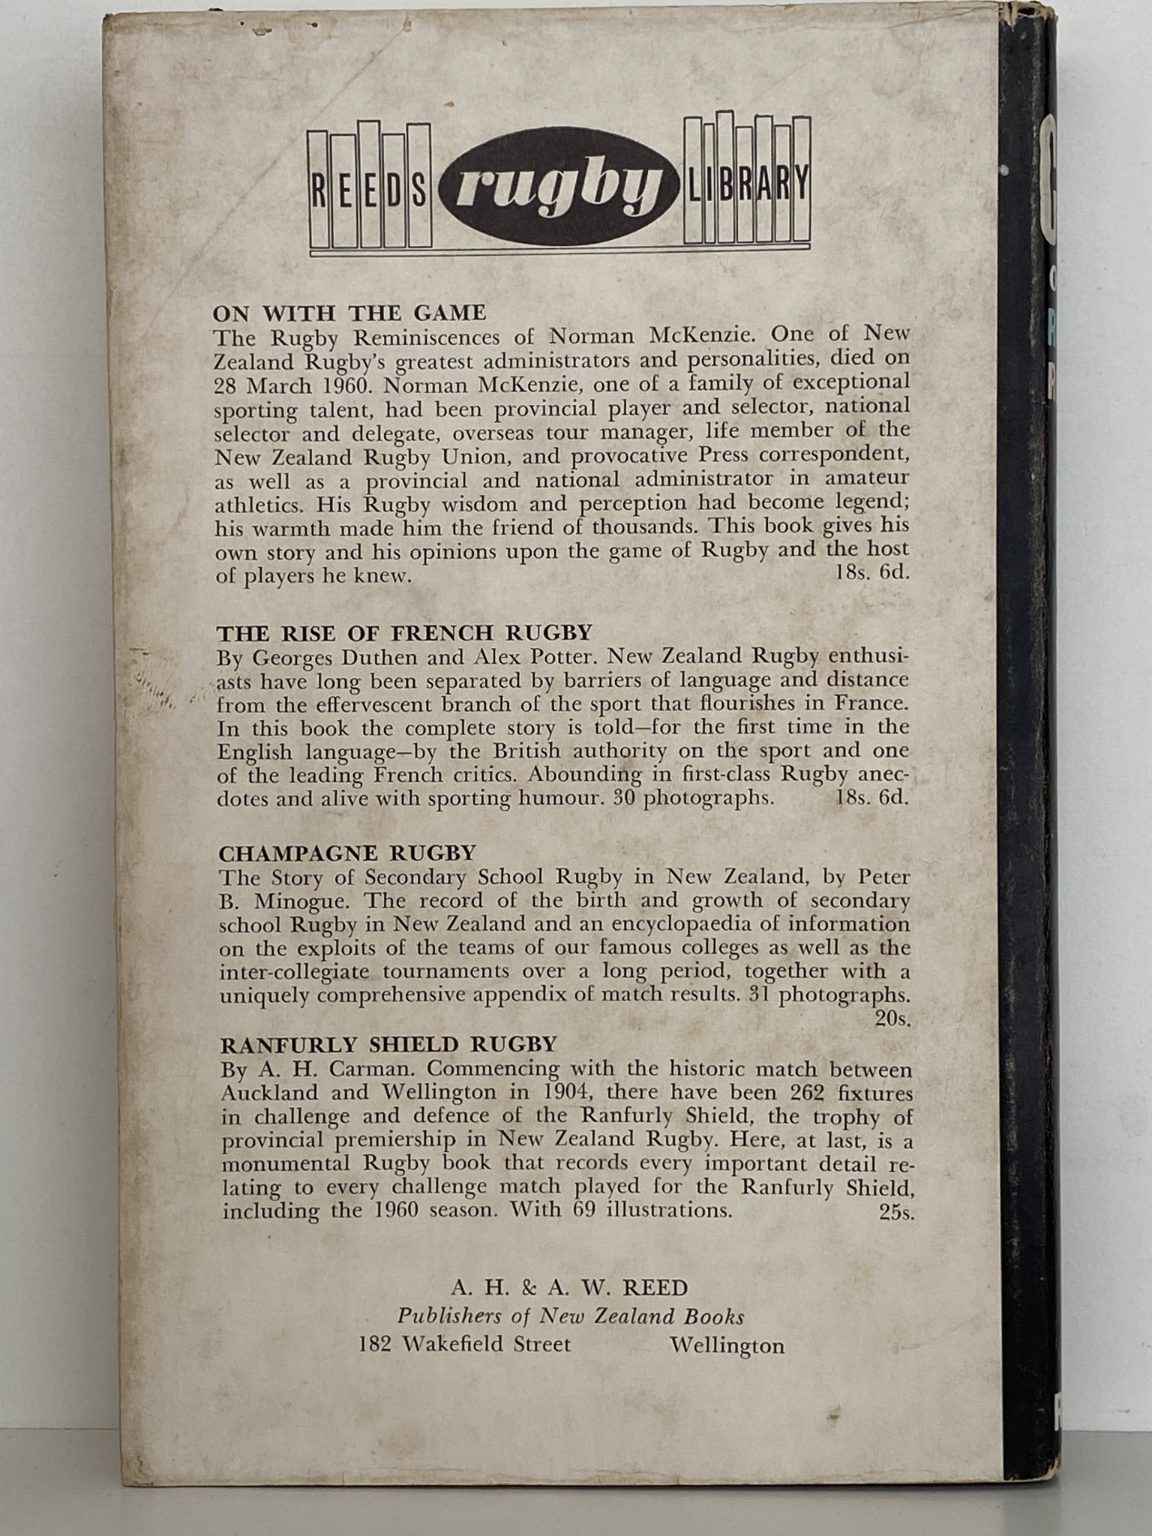 REEDS rugby LIBRARY
ON WITH THE GAME
The Rugby Reminiscences of Norman McKenzie. One of New
Zealand Rugby's greatest administrators and personalities, died on
28 March 1960. Norman McKenzie, one of a family of exceptional
sporting talent, had been provincial player and selector, national
selector and delegate, overseas tour manager, life member of the
New Zealand Rugby Union, and provocative Press correspondent,
as well as a provincial and national administrator in amateur
athletics. His Rugby wisdom and perception had become legend;
his warmth made him the friend of thousands. This book gives his
own story and his opinions upon the game of Rugby and the host
of players he knew. 18s. 6d.
THE RISE OF FRENCH RUGBY
By Georges Duthen and Alex Potter. New Zealand Rugby enthusi-
asts have long been separated by barriers of language and distance
from the effervescent branch of the sport that flourishes in France.
In this book the complete story is told—for the first time in the
English language—by the British authority on the sport and one
of the leading French critics. Abounding in first-class Rugby anec-
dotes and alive with sporting humour. 30 photographs. 18s. 6d.
CHAMPAGNE RUGBY
The Story of Secondary School Rugby in New Zealand, by Peter
B. Minogue. The record of the birth and growth of secondary
school Rugby in New Zealand and an encyclopaedia of information
on the exploits of the teams of our famous colleges as well as the
inter-collegiate tournaments over a long period, together with a
uniquely comprehensive appendix of match results. 31 photographs.
20s.
RANFURLY SHIELD RUGBY
By A. H. Carman. Commencing with the historic match between
Auckland and Wellington in 1904, there have been 262 fixtures
in challenge and defence of the Ranfurly Shield, the trophy of
provincial premiership in New Zealand Rugby. Here, at last, is a
monumental Rugby book that records every important detail re-
lating to every challenge match played for the Ranfurly Shield,
including the 1960 season. With 69 illustrations. 25s.
A. H. & A. W. REED
Publishers of New Zealand Books
182 Wakefield Street Wellington